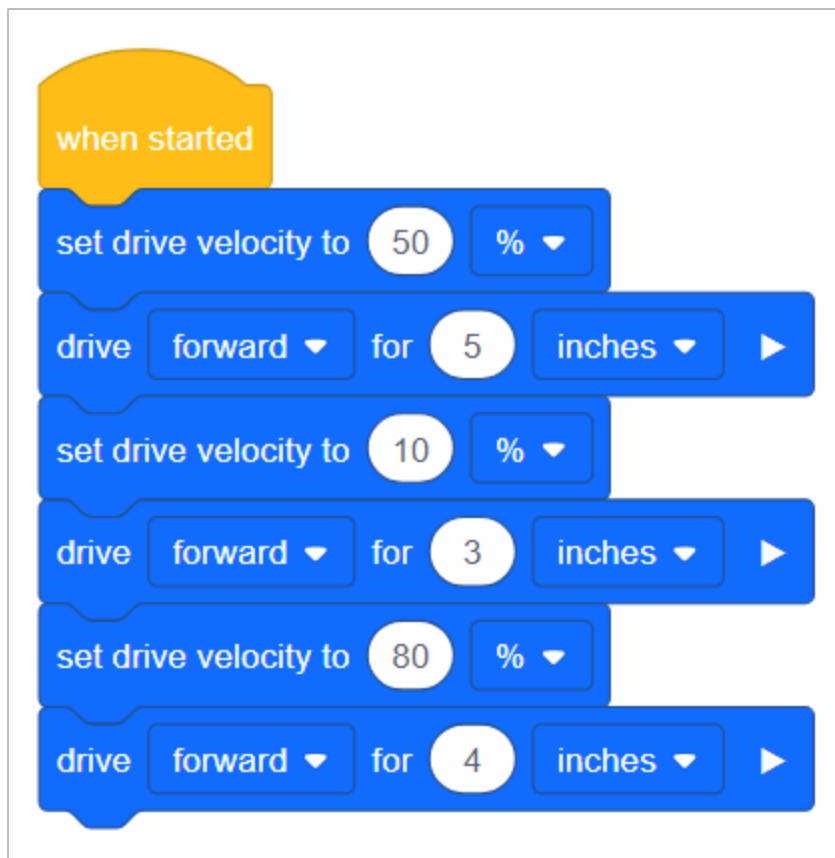 when started
set drive velocity to 50 %
drive forward for 5 inches
set drive velocity to 10 %
drive forward for 3 inches
set drive velocity to 80 %
drive forward for 4 inches